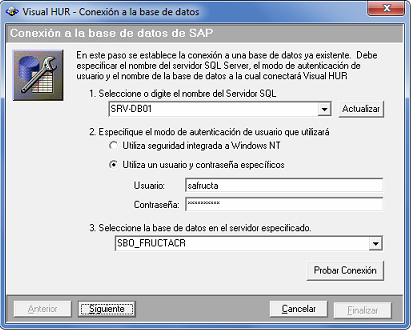 Visual HUR - Conexión a la base de datos
Conexión a la base de datos de SAP
En este paso se establece la conexión a una base de datos ya existente. Debe
especificar el nombre del servidor SQL Server, el modo de autenticación de
usuario y el nombre de la base de datos a la cual conectará Visual HUR
1. Seleccione o digite el nombre del Servidor SQL
SRV-DB01
Actualizar
2. Especifique el modo de autenticación de usuario que utilizará
Utiliza seguridad integrada a Windows NT
Utiliza un usuario y contraseña específicos
Usuario:
safructa
Contraseña:
××××××××××
3. Seleccione la base de datos en el servidor especificado.
SBO_FRUCTACR
Probar Conexión
Anterior
Siguiente
Cancelar
Finalizar